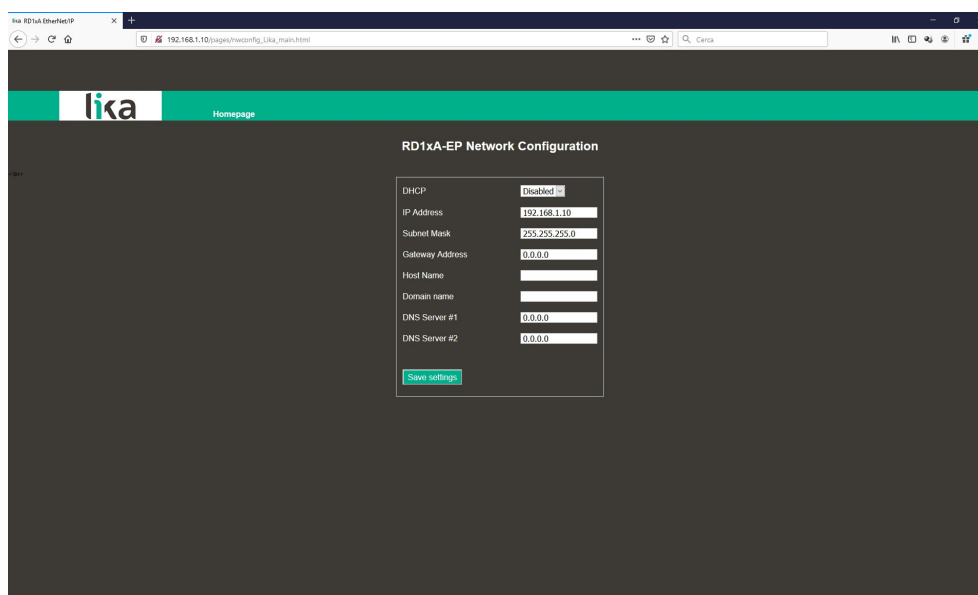 lika RD1xA EtherNet/IP
192.168.1.10/pages/nwconfig_Lika_main.html
Cerca
lika
Homepage
RD1xA-EP Network Configuration
DHCP Disabled
IP Address 192.168.1.10
Subnet Mask 255.255.255.0
Gateway Address 0.0.0.0
Host Name
Domain name
DNS Server #1 0.0.0.0
DNS Server #2 0.0.0.0
Save settings